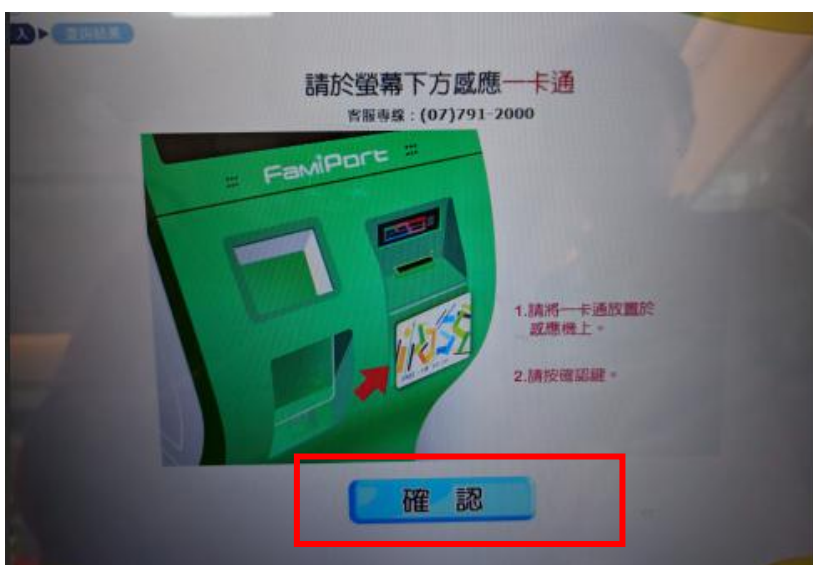 入 ▶ 查詢結果
請於螢幕下方感應一卡通
客服專線：(07)791-2000
FamiPort
iPASS
1.請將一卡通放置於
感應機上。
2.請按確認鍵。
確 認